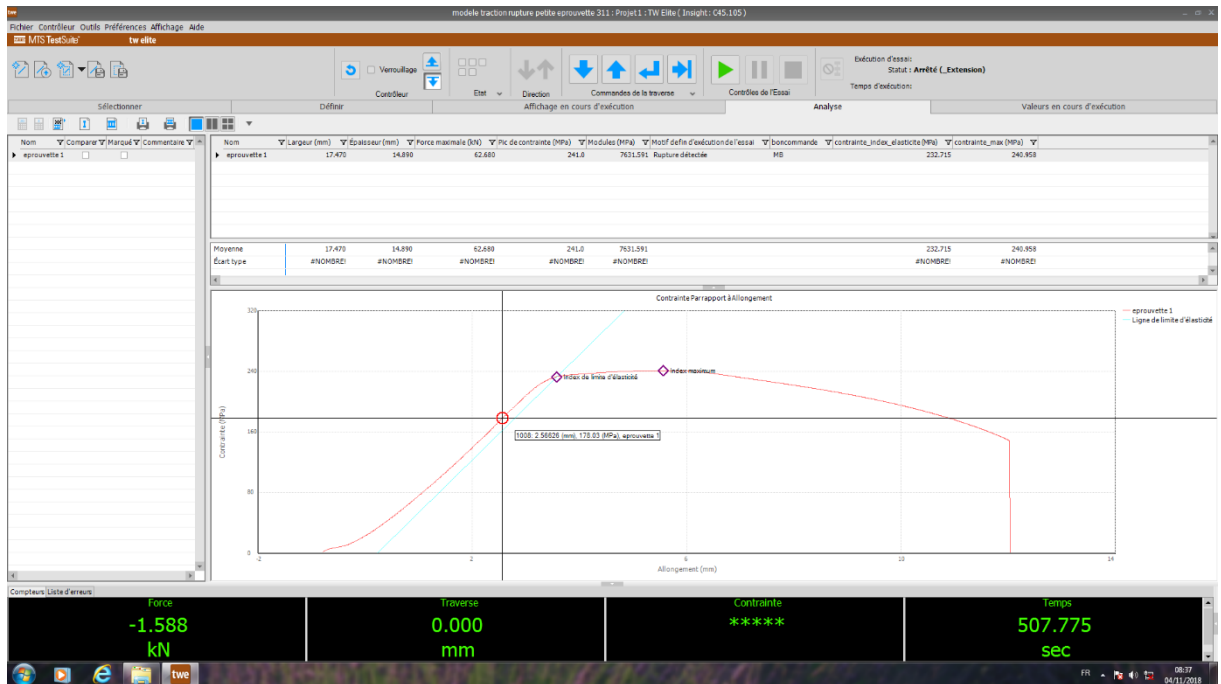 twe
modele traction rupture petite eprouvette 311 : Projet 1 : TW Elite ( Insight : C45.105 )
Fichier Contrôleur Outils Préférences Affichage Aide
MTS TestSuite™ tw elite
Verrouillage
Contrôleur
Etat
Direction
Commandes de la traverse
Contrôles de l'Essai
Exécution d'essai:
Statut : Arrêté (_Extension)
Temps d'exécution:
Sélectionner Définir Affichage en cours d'exécution Analyse Valeurs en cours d'exécution
Nom Comparer Marqué Commentaire
eprouvette 1
Nom Largeur (mm) Épaisseur (mm) Force maximale (kN) Pic de contrainte (MPa) Modules (MPa) Motif defin d'exécution de l'essai boncommande contrainte_index_elasticite (MPa) contrainte_max (MPa)
eprouvette 1 17.470 14.890 62.680 241.0 7631.591 Rupture détectée MB 232.715 240.958
Moyenne 17.470 14.890 62.680 241.0 7631.591 232.715 240.958
Écart type #NOMBRE! #NOMBRE! #NOMBRE! #NOMBRE! #NOMBRE! #NOMBRE! #NOMBRE!
Contrainte Par rapport à Allongement
320
eprouvette 1
Ligne de limite d'élasticité
240
Index de limite d'élasticité
Index maximum
Contrainte (MPa)
160
1008: 2.56626 (mm), 178.03 (MPa), eprouvette 1
80
0
-2 2 6 10 14
Allongement (mm)
Compteurs Liste d'erreurs
Force Traverse Contrainte Temps
-1.588 0.000 ***** 507.775
kN mm sec
twe
FR
08:37
04/11/2018